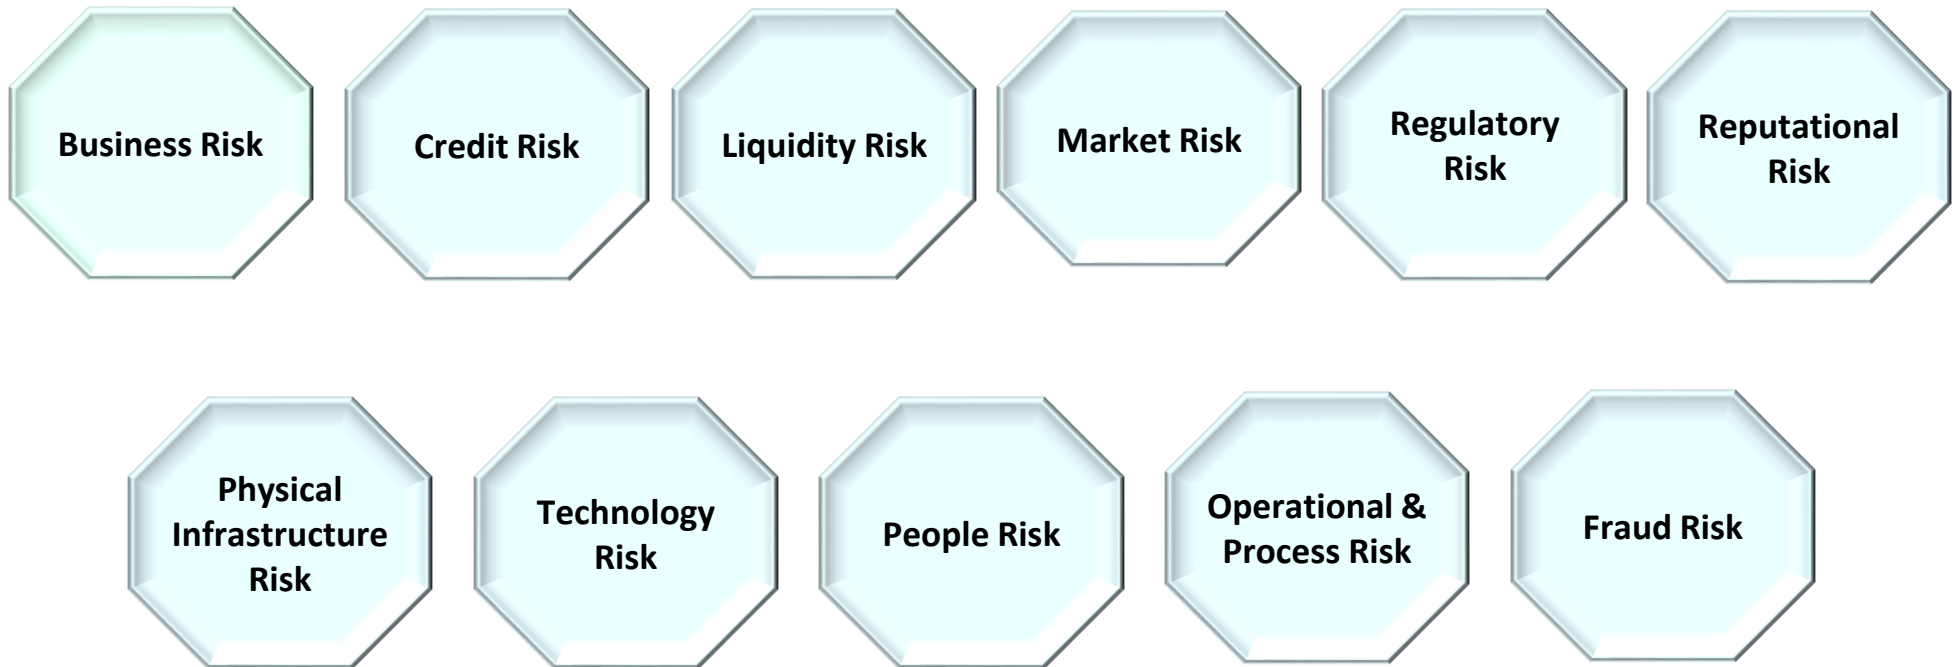 Business Risk
Credit Risk
Liquidity Risk
Market Risk
Regulatory
Risk
Reputational
Risk
Physical
Infrastructure
Risk
Technology
Risk
People Risk
Operational &
Process Risk
Fraud Risk